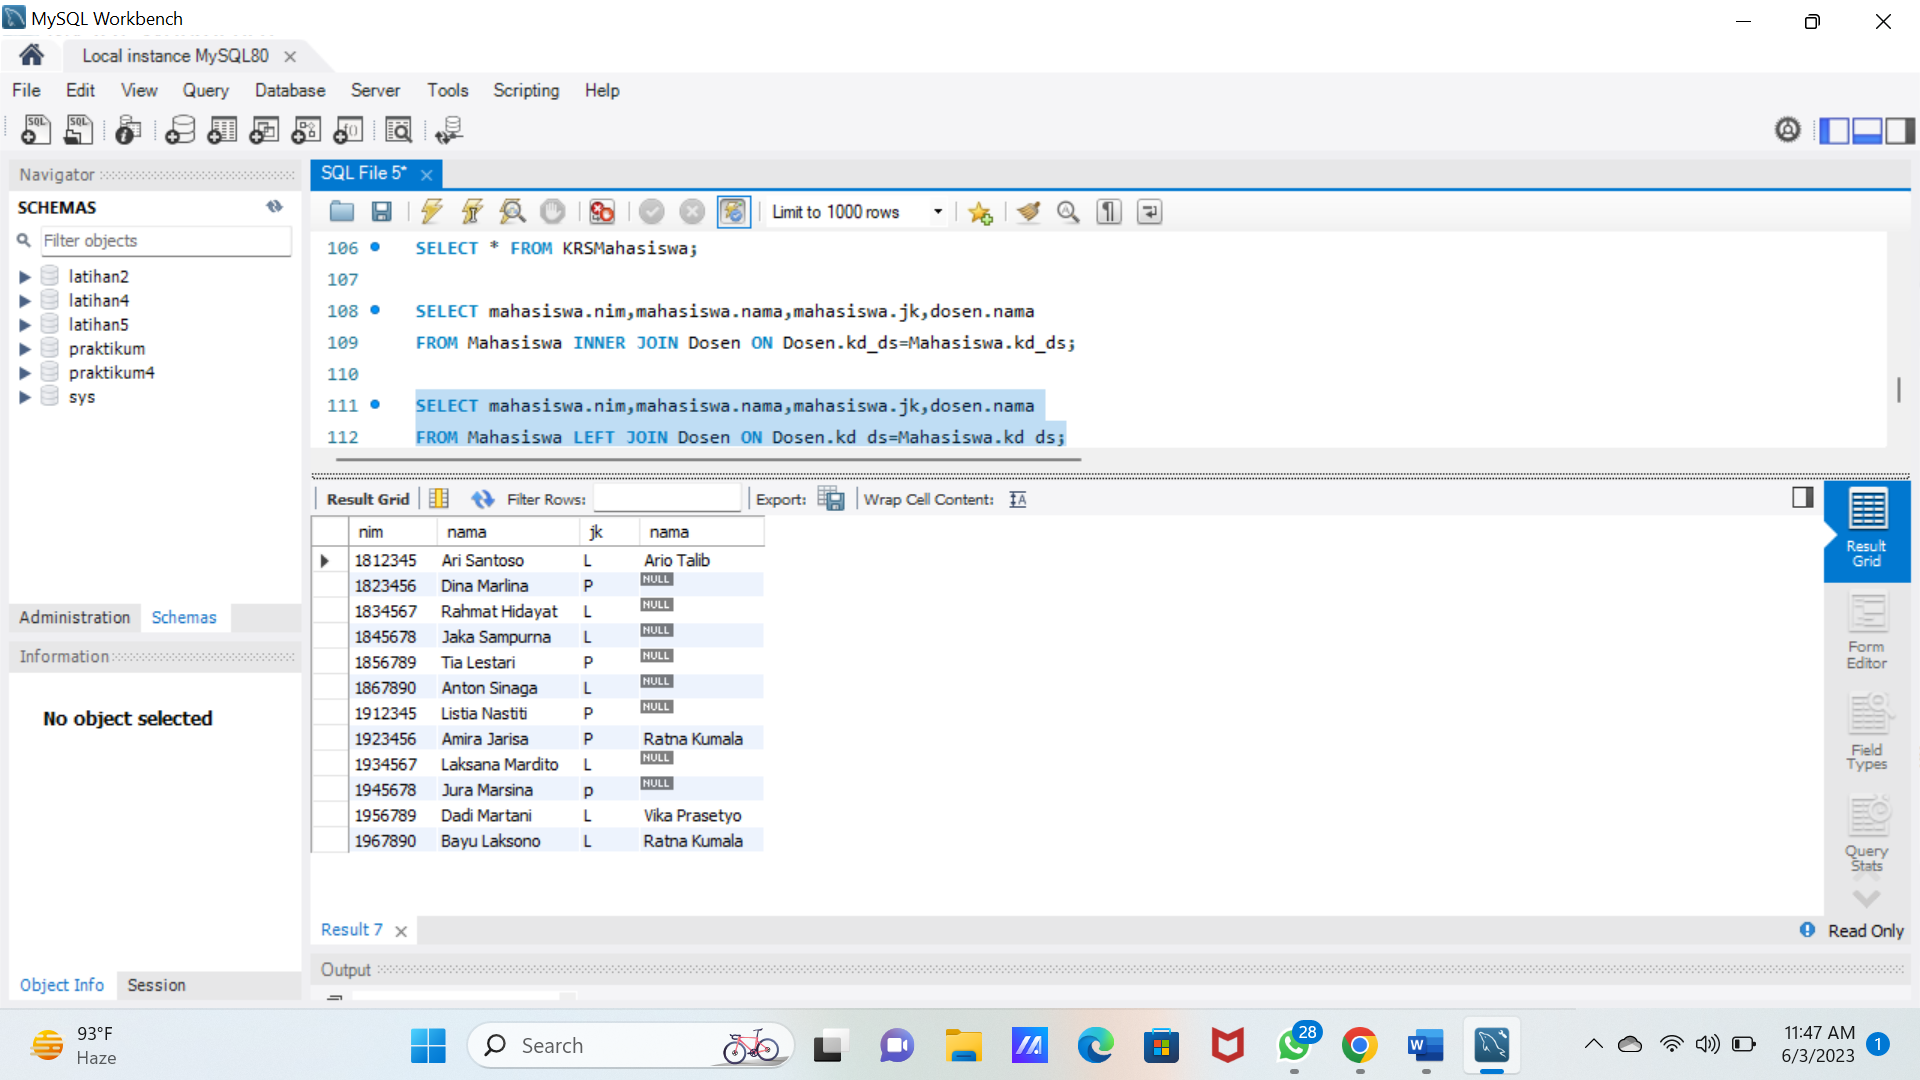 MySQL Workbench
Local instance MySQL80
File Edit View Query Database Server Tools Scripting Help
Navigator
SCHEMAS
Filter objects
latihan2
latihan4
latihan5
praktikum
praktikum4
sys
Administration Schemas
Information
No object selected
Object Info Session
SQL File 5*
Limit to 1000 rows
106 SELECT * FROM KRSMahasiswa;
107
108 SELECT mahasiswa.nim,mahasiswa.nama,mahasiswa.jk,dosen.nama
109 FROM Mahasiswa INNER JOIN Dosen ON Dosen.kd_ds=Mahasiswa.kd_ds;
110
111 SELECT mahasiswa.nim,mahasiswa.nama,mahasiswa.jk,dosen.nama
112 FROM Mahasiswa LEFT JOIN Dosen ON Dosen.kd_ds=Mahasiswa.kd_ds;
Result Grid Filter Rows: Export: Wrap Cell Content:
nim nama jk nama
1812345 Ari Santoso L Ario Talib
1823456 Dina Marlina P NULL
1834567 Rahmat Hidayat L NULL
1845678 Jaka Sampurna L NULL
1856789 Tia Lestari P NULL
1867890 Anton Sinaga L NULL
1912345 Listia Nastiti P NULL
1923456 Amira Jarisa P Ratna Kumala
1934567 Laksana Mardito L NULL
1945678 Jura Marsina p NULL
1956789 Dadi Martani L Vika Prasetyo
1967890 Bayu Laksono L Ratna Kumala
Result
Grid
Form
Editor
Field
Types
Query
Stats
Result 7
Read Only
Output
93°F
Haze
Search
28
11:47 AM
6/3/2023
1